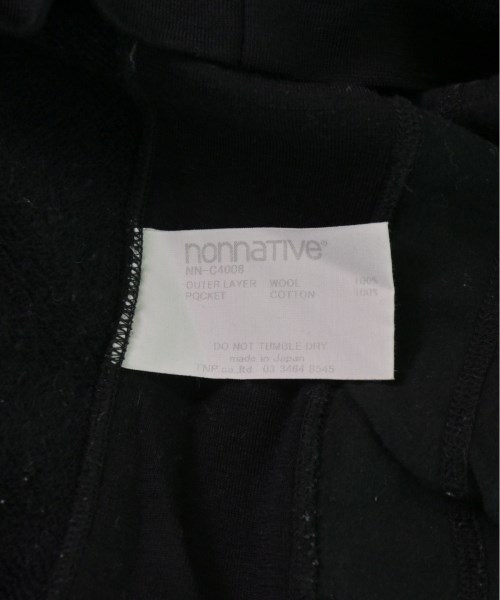 nonnative®
NN-C4008
OUTER LAYER WOOL 100%
POCKET COTTON 100%
DO NOT TUMBLE DRY
made in Japan
TNP.co.ltd 03 3464 8565